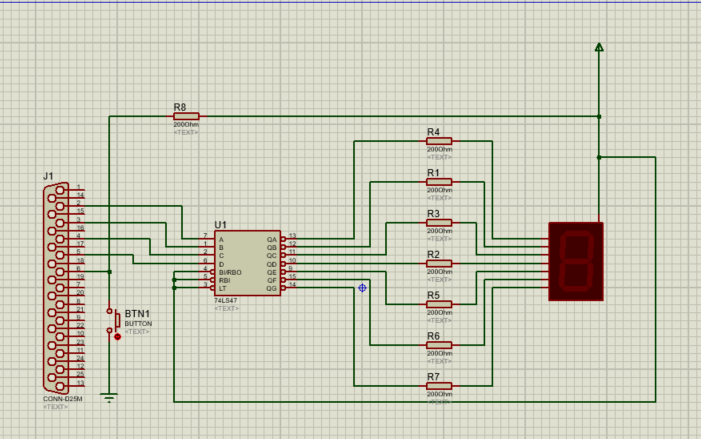 R8
200Ohm
<TEXT>
R4
200Ohm
<TEXT>
J1
R1
200Ohm
<TEXT>
1
14
2
15
3
16
4
17
5
18
6
19
7
20
8
21
9
22
10
23
11
24
12
25
13
CONN-D25M
<TEXT>
R3
200Ohm
<TEXT>
U1
7 A QA 13
1 B QB 12
2 C QC 11
6 D QD 10
4 BI/RBO QE 9
5 RBI QF 15
3 LT QG 14
74LS47
<TEXT>
R2
200Ohm
<TEXT>
BTN1
BUTTON
<TEXT>
R5
200Ohm
<TEXT>
R6
200Ohm
<TEXT>
R7
200Ohm
<TEXT>